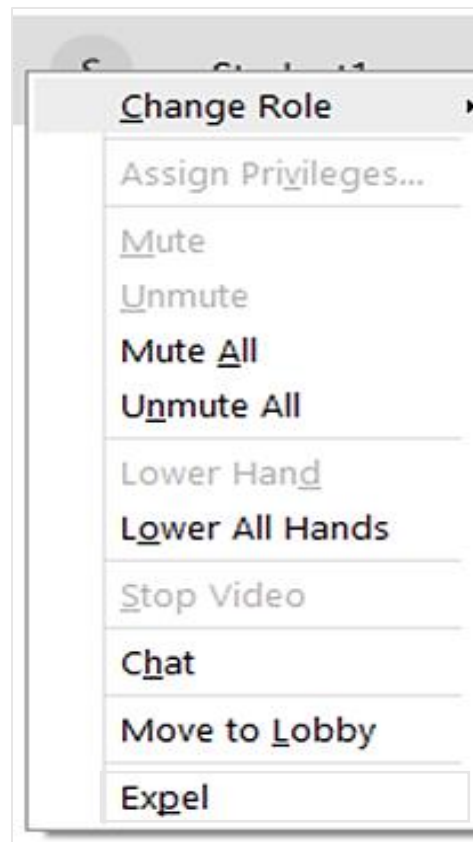 Change Role
Assign Privileges...
Mute
Unmute
Mute All
Unmute All
Lower Hand
Lower All Hands
Stop Video
Chat
Move to Lobby
Expel